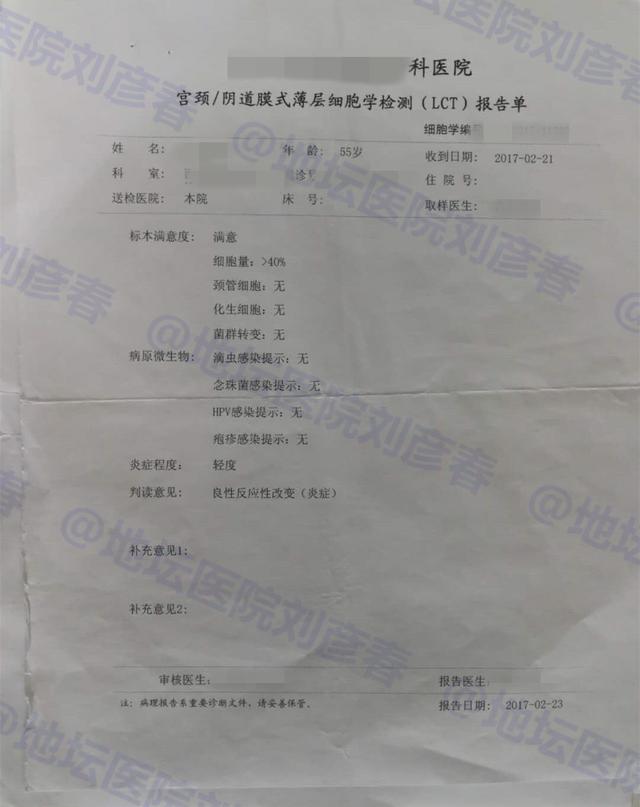 科医院
宫颈/阴道膜式薄层细胞学检测(LCT)报告单
细胞学编
姓 名: 年 龄: 55岁 收到日期: 2017-02-21
科 室: 诊号 住 院 号:
送检医院: 本院 床 号: 取样医生:
标本满意度: 满意
细胞量: >40%
颈管细胞: 无
化生细胞: 无
菌群转变: 无
病原微生物: 滴虫感染提示: 无
念珠菌感染提示: 无
HPV感染提示: 无
疱疹感染提示: 无
炎症程度: 轻度
判读意见: 良性反应性改变(炎症)
补充意见1:
补充意见2:
审核医生: 报告医生:
注: 病理报告系重要诊断文件, 请妥善保管。 报告日期: 2017-02-23
@地坛医院刘彦春